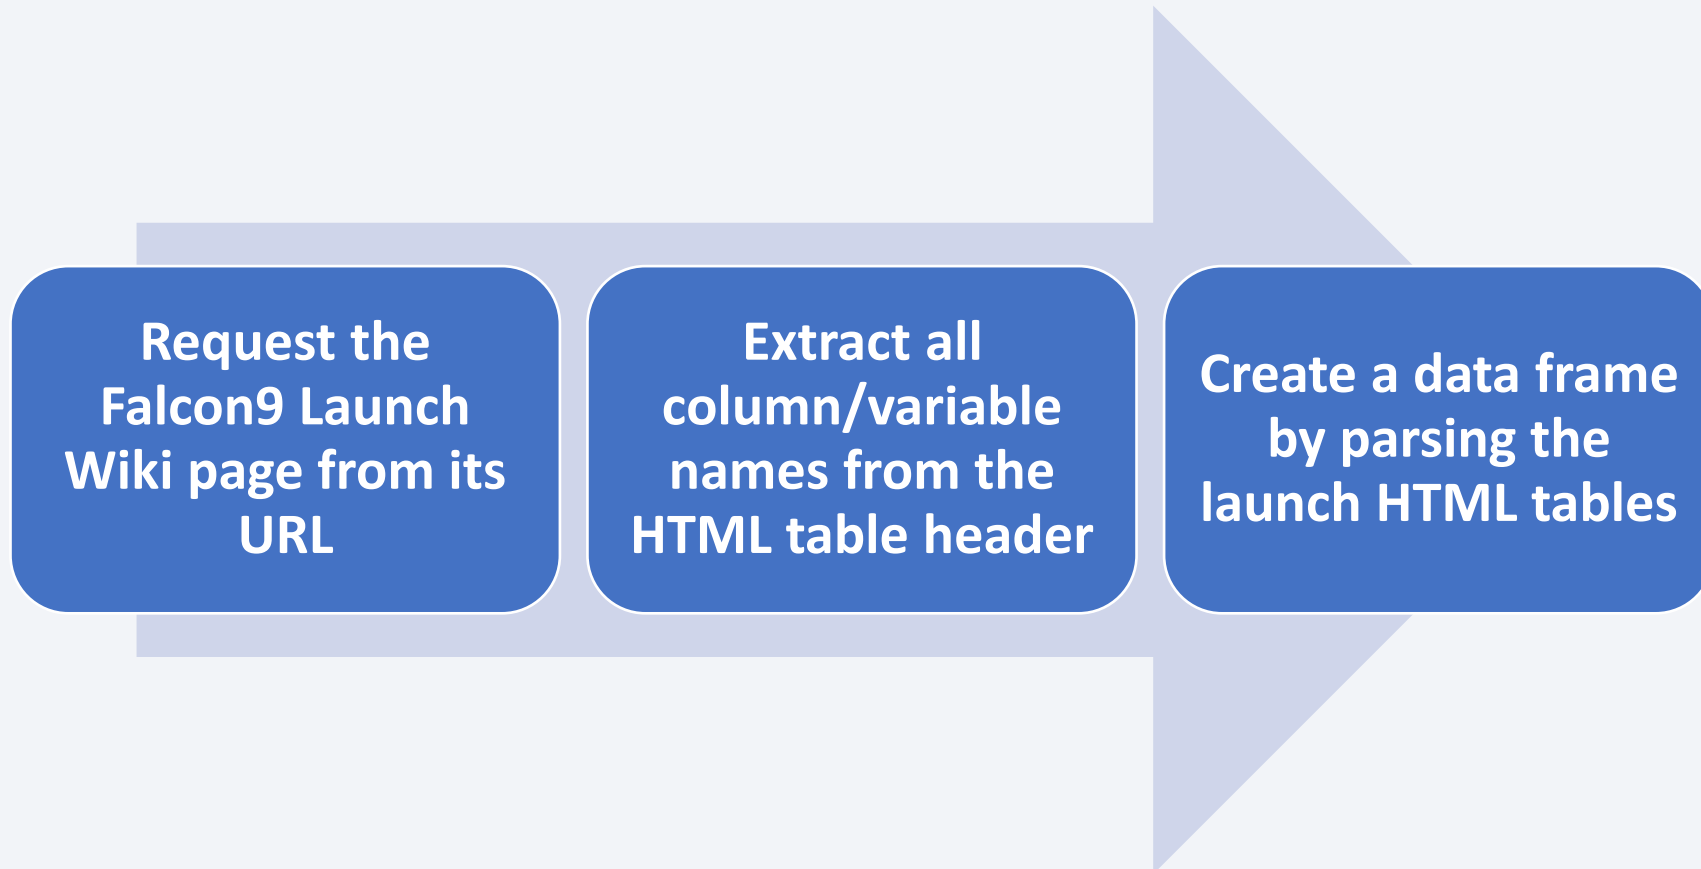 Request the
Falcon9 Launch
Wiki page from its
URL
Extract all
column/variable
names from the
HTML table header
Create a data frame
by parsing the
launch HTML tables